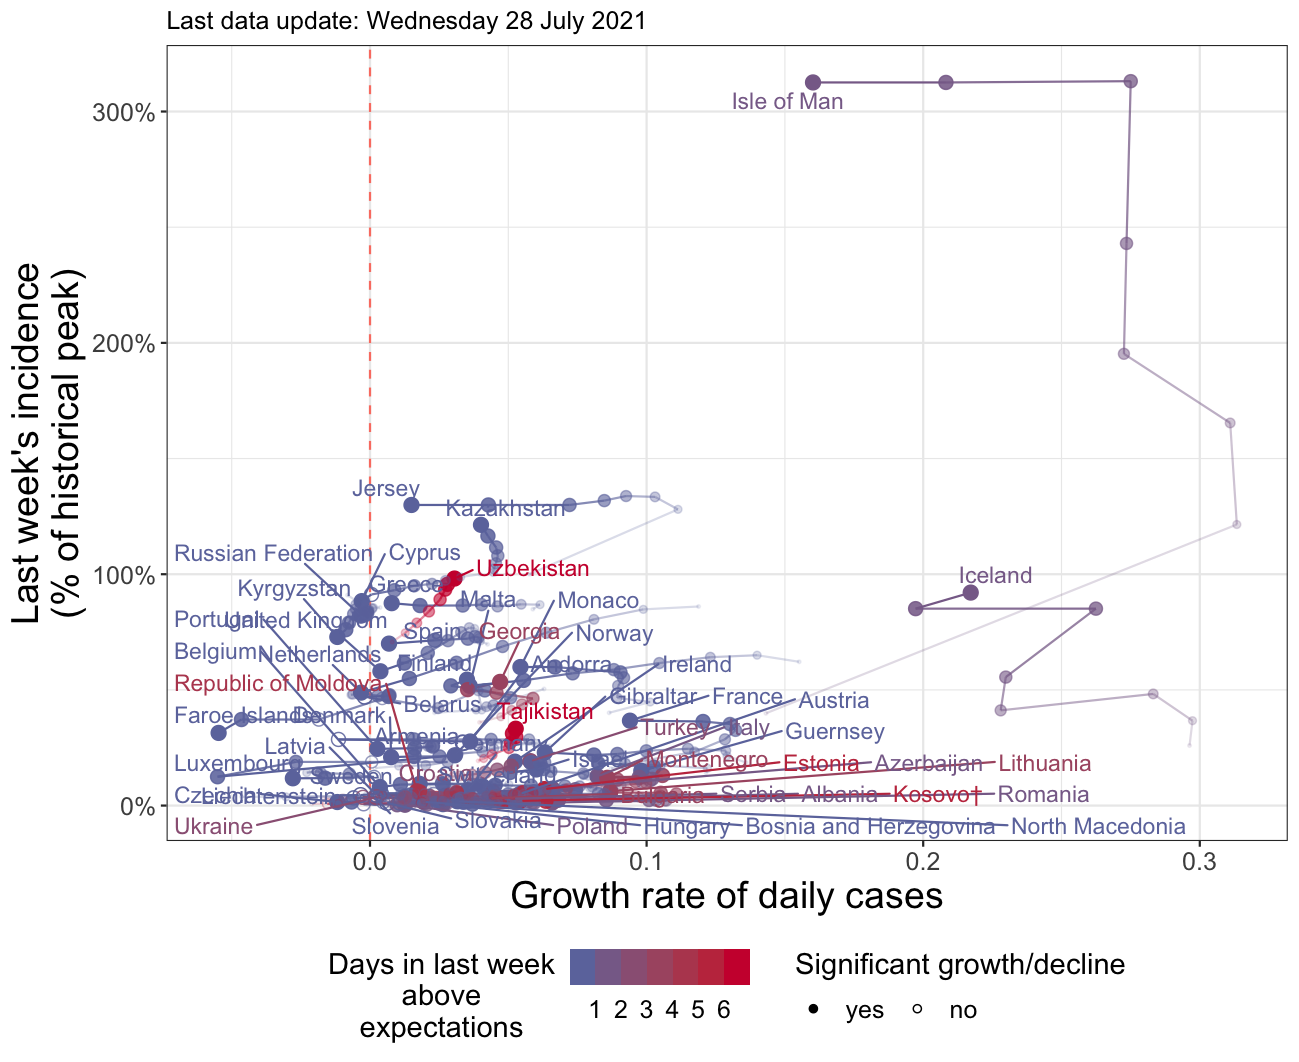 Last data update: Wednesday 28 July 2021
Last week's incidence
(% of historical peak)
300%
200%
100%
0%
Isle of Man
Jersey
Kazakhstan
Russian Federation
Cyprus
Uzbekistan
Iceland
Kyrgyzstan
Greece
Malta
Monaco
Portugal
United Kingdom
Spain
Georgia
Norway
Belgium
Netherlands
Finland
Andorra
Ireland
Republic of Moldova
Belarus
Gibraltar
France
Austria
Faroe Islands
Denmark
Tajikistan
Armenia
Germany
Turkey
Italy
Guernsey
Latvia
Luxembourg
Sweden
Croatia
Switzerland
Israel
Montenegro
Estonia
Azerbaijan
Lithuania
Czechia
Liechtenstein
Bulgaria
Serbia
Albania
Kosovo†
Romania
Ukraine
Slovenia
Slovakia
Poland
Hungary
Bosnia and Herzegovina
North Macedonia
0.0
0.1
0.2
0.3
Growth rate of daily cases
Days in last week
above
expectations
1 2 3 4 5 6
Significant growth/decline
yes
no